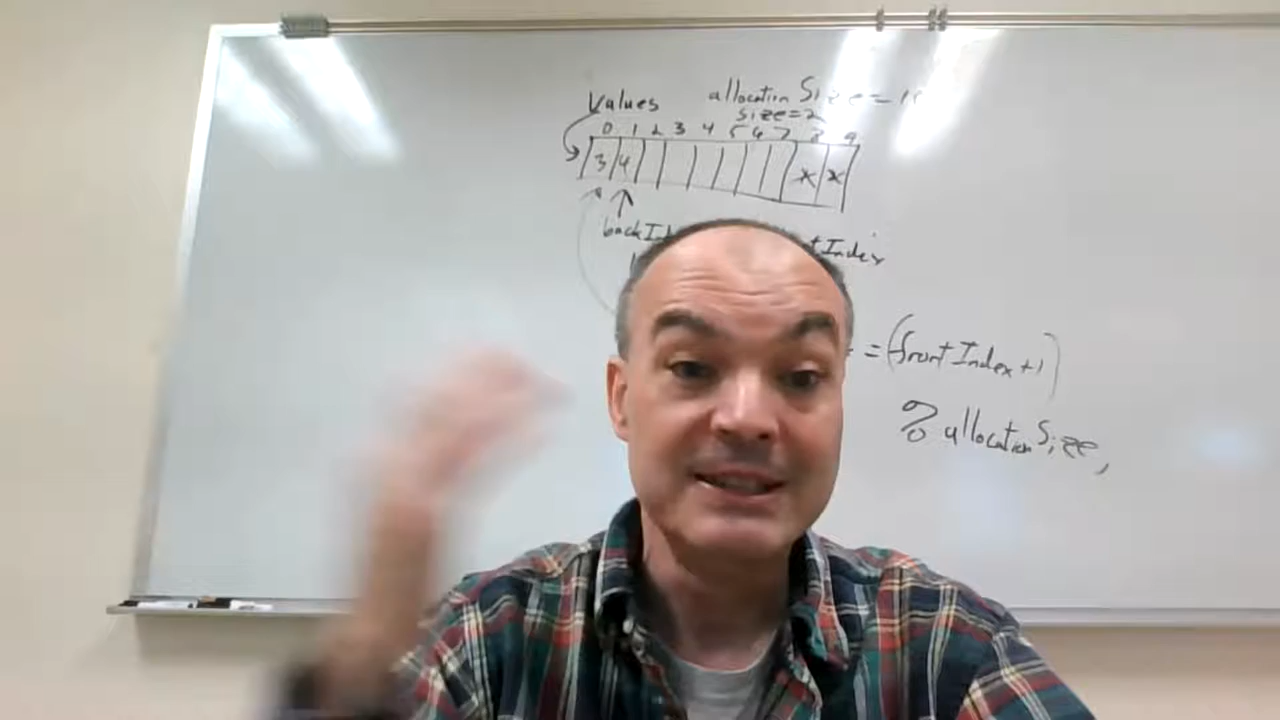 Values allocation Size=
size=2
0 1 2 3 4 5 6 7 8 9
3 4 x x
= (frontIndex+1)
% allocationSize,